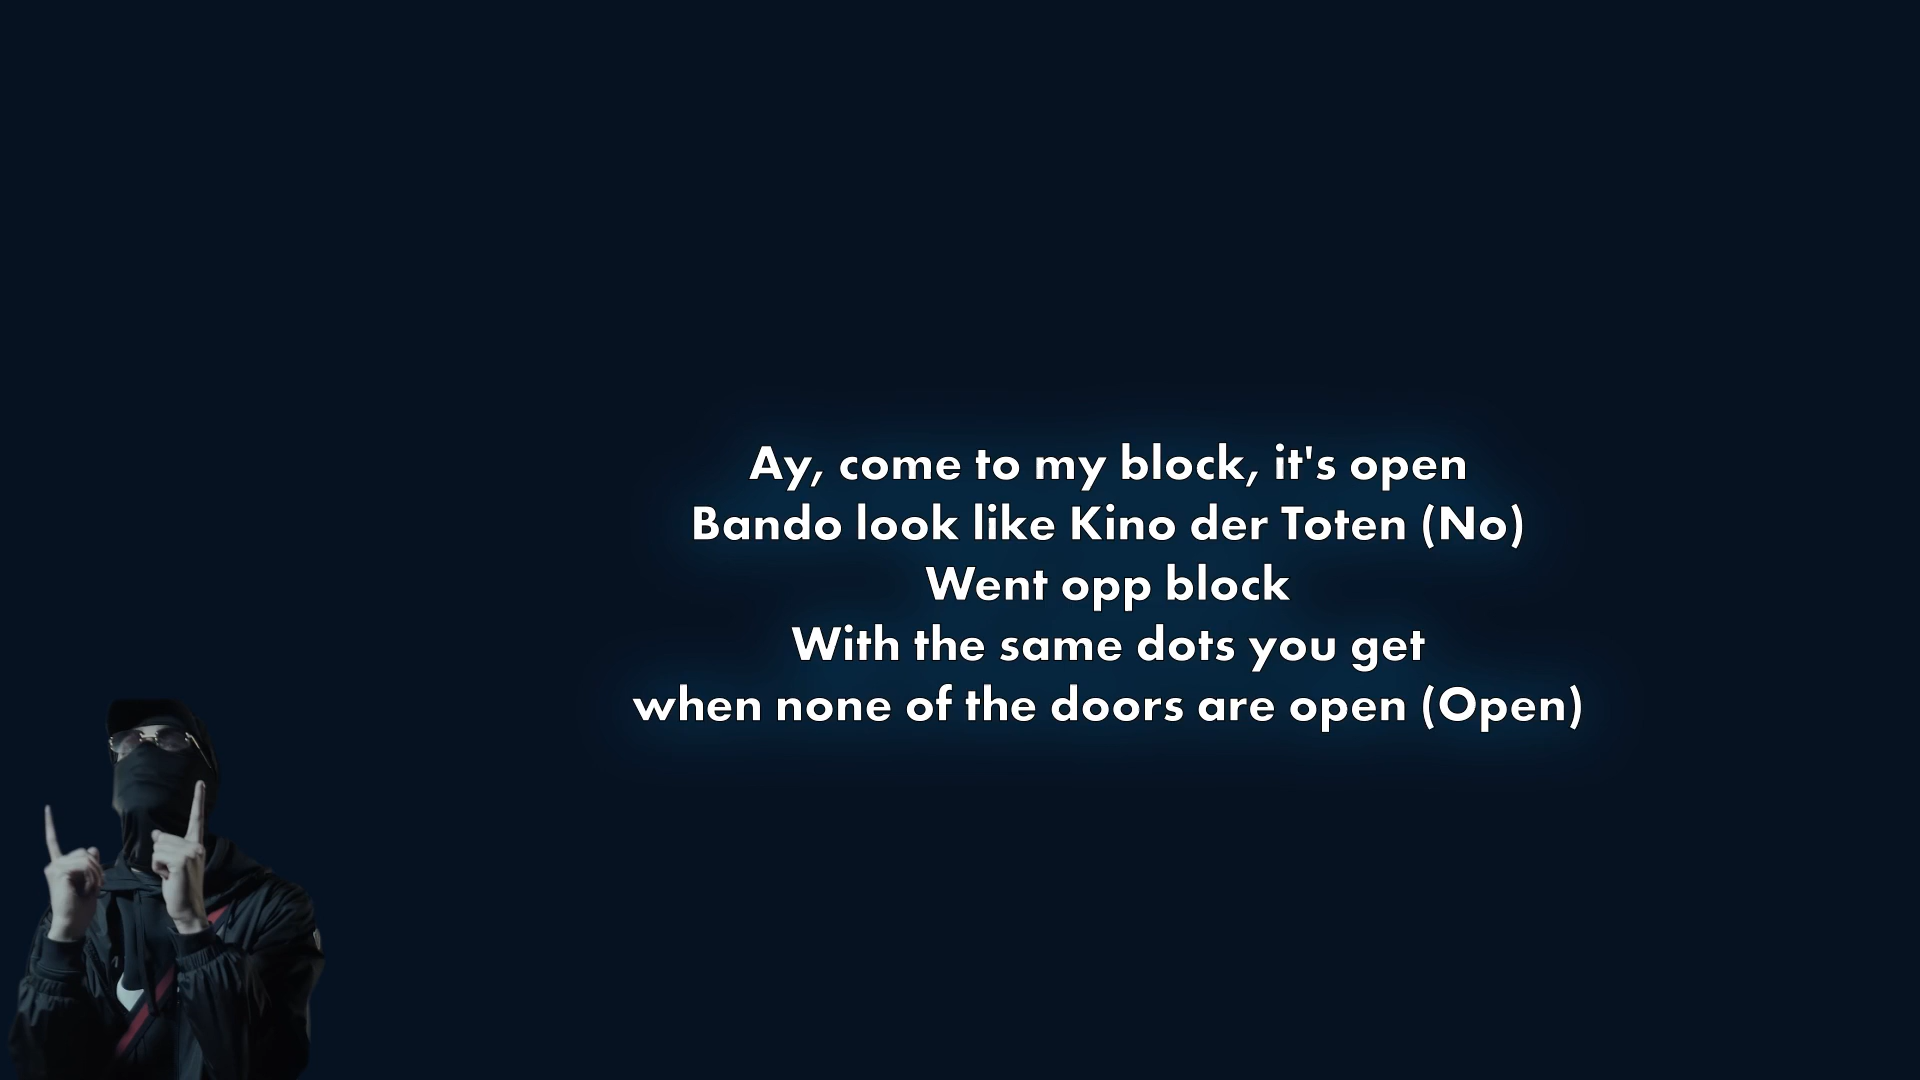 Ay, come to my block, it's open
Bando look like Kino der Toten (No)
Went opp block
With the same dots you get
when none of the doors are open (Open)